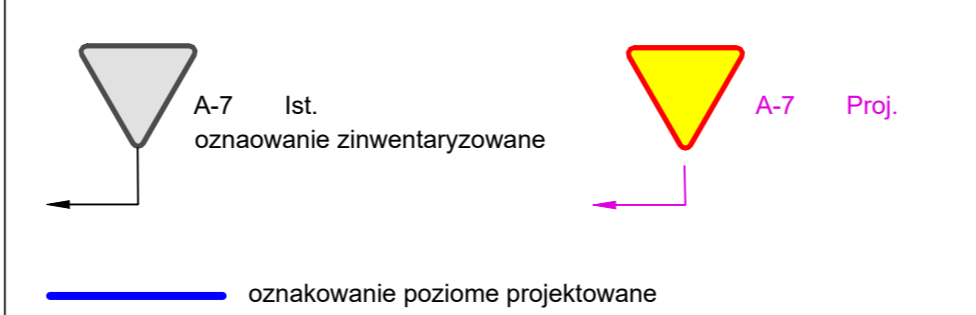 A-7 Ist.
oznaowanie zinwentaryzowane
A-7 Proj.
oznakowanie poziome projektowane